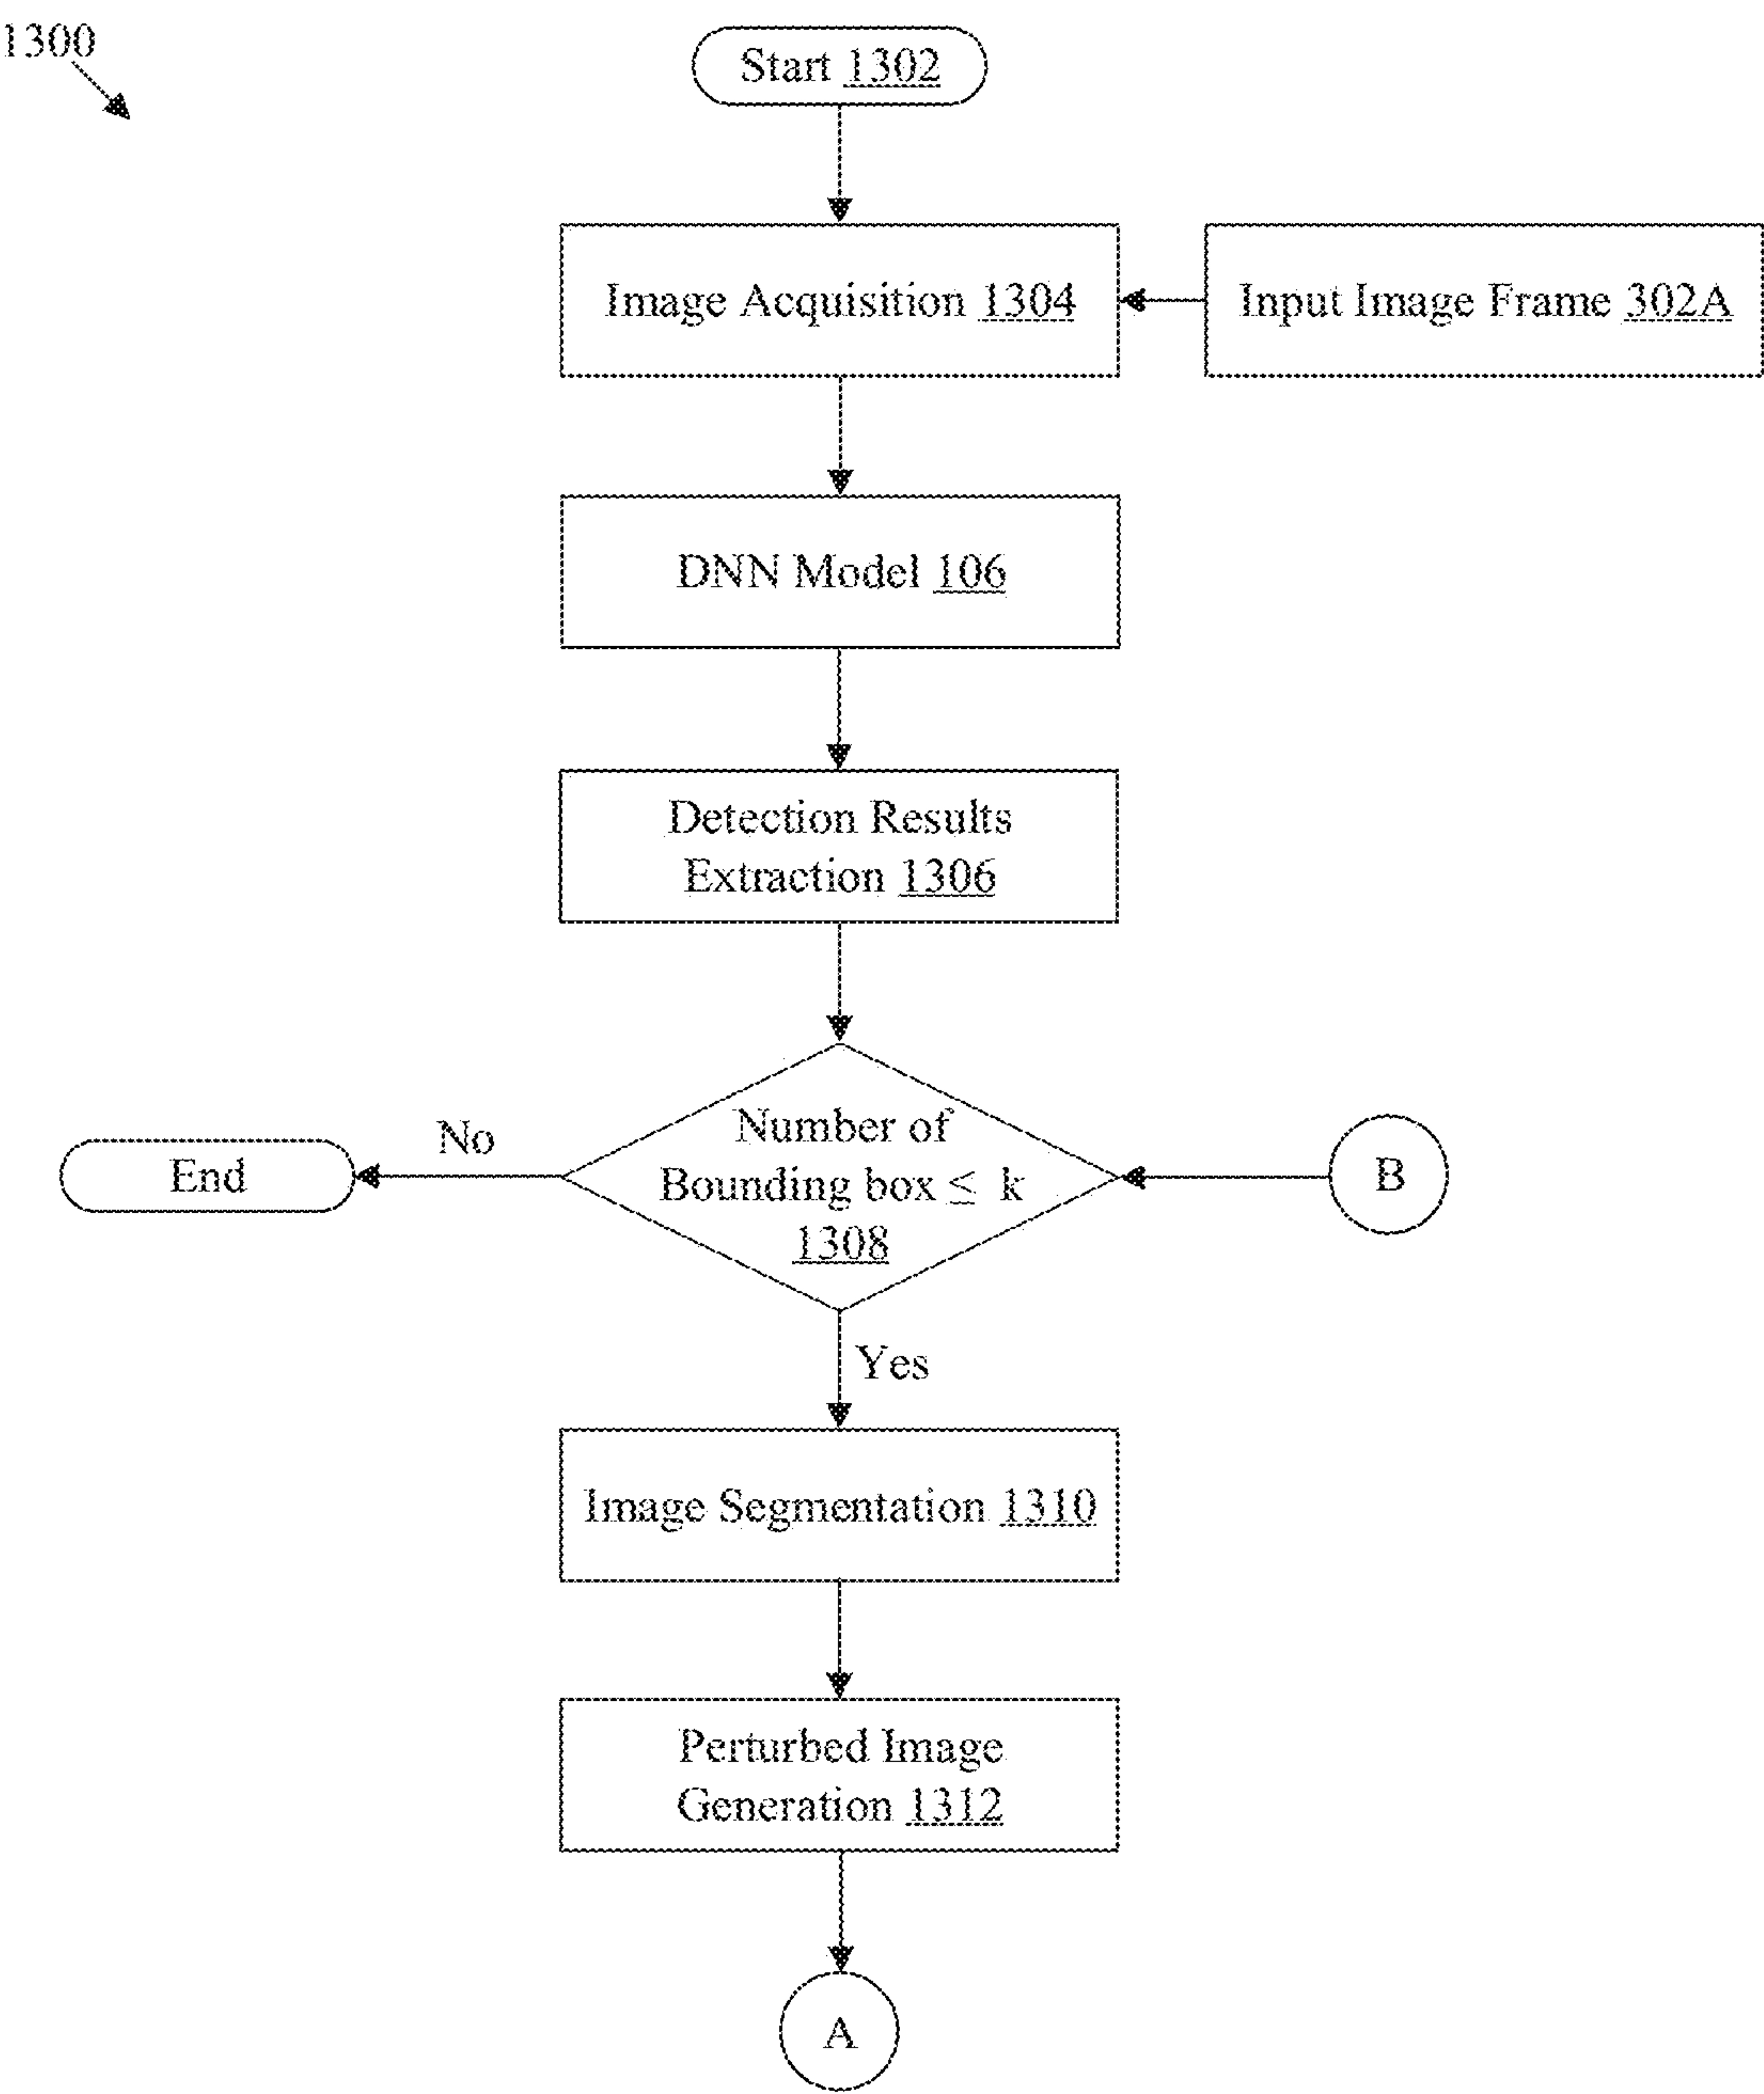 1300
Start 1302
Image Acquisition 1304
Input Image Frame 302A
DNN Model 106
Detection Results
Extraction 1306
Number of
Bounding box ≤ k
1308
No
End
B
Yes
Image Segmentation 1310
Perturbed Image
Generation 1312
A